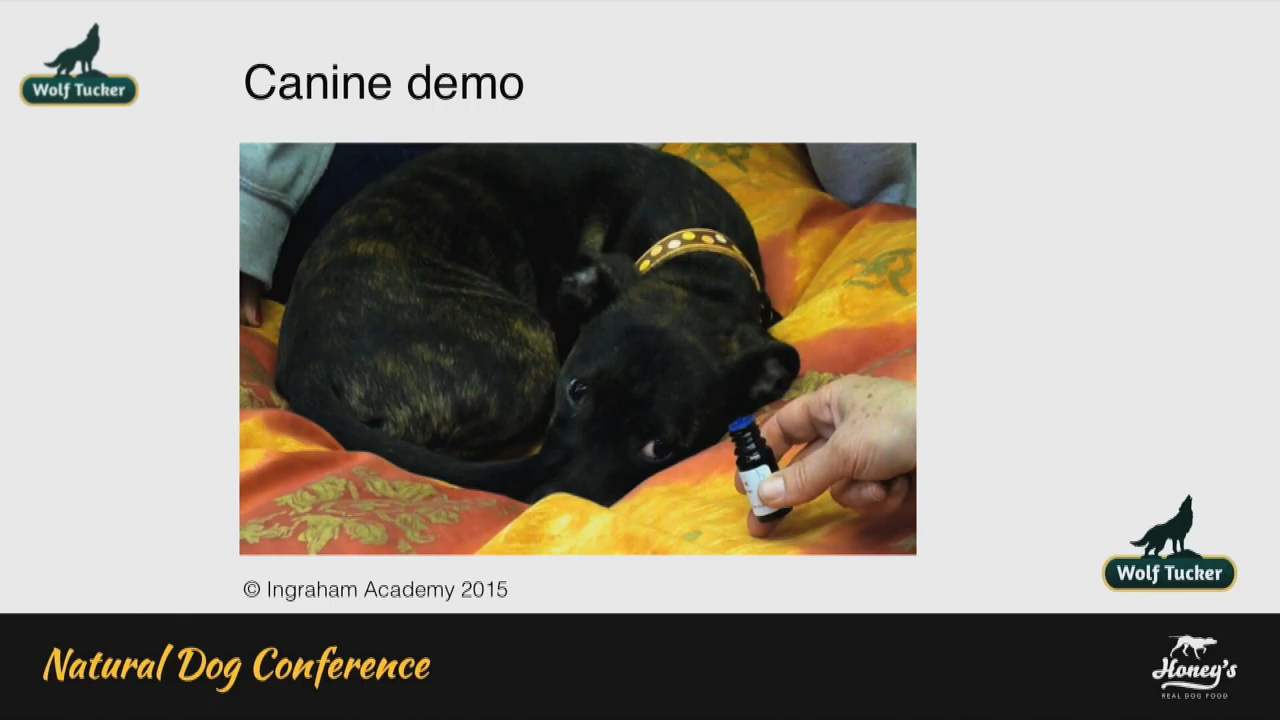 Wolf Tucker
Canine demo
© Ingraham Academy 2015
Wolf Tucker
Natural Dog Conference
Honey's
REAL DOG FOOD